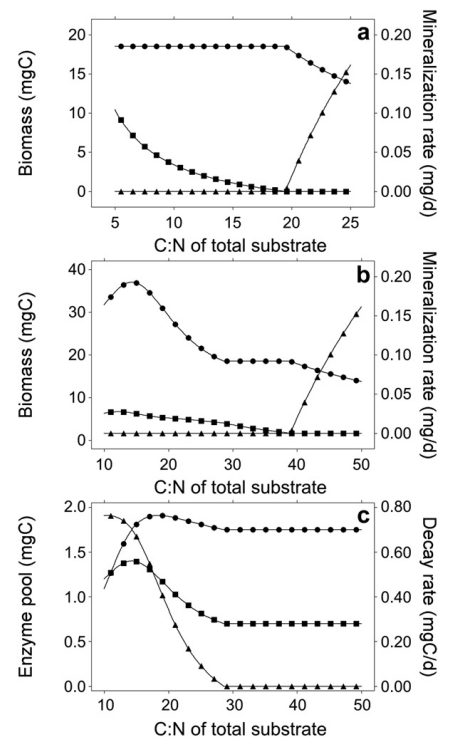 a
20
15
10
5
0
Biomass (mgC)
0.20
0.15
0.10
0.05
0.00
Mineralization rate (mg/d)
5 10 15 20 25
C:N of total substrate
b
40
30
20
10
0
Biomass (mgC)
0.20
0.15
0.10
0.05
0.00
Mineralization rate (mg/d)
10 20 30 40 50
C:N of total substrate
c
2.0
1.5
1.0
0.5
0.0
Enzyme pool (mgC)
0.80
0.60
0.40
0.20
0.00
Decay rate (mgC/d)
10 20 30 40 50
C:N of total substrate